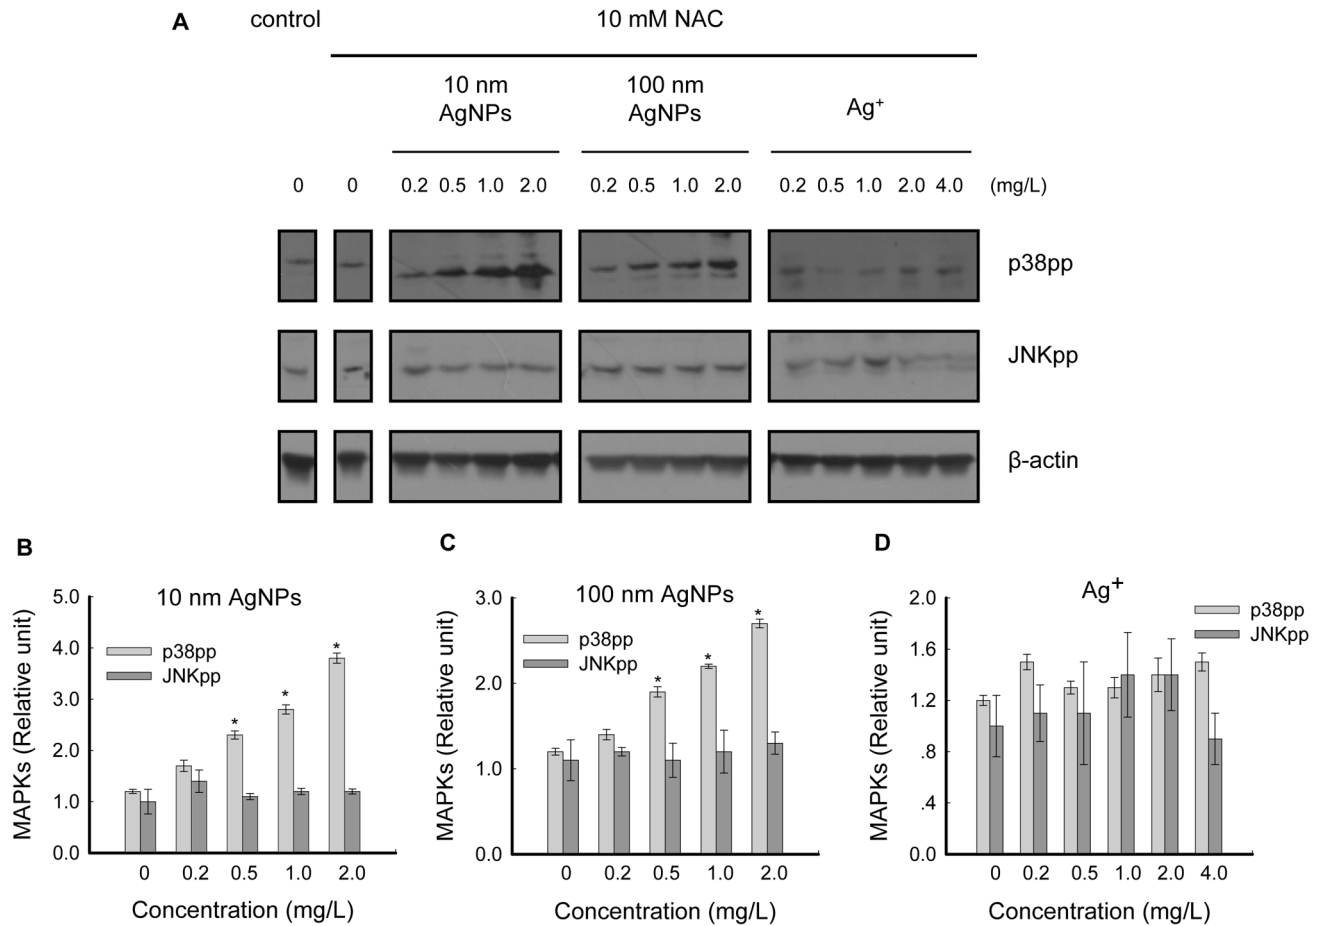 A
control
10 mM NAC
10 nm
AgNPs
100 nm
AgNPs
Ag⁺
0 0 0.2 0.5 1.0 2.0 0.2 0.5 1.0 2.0 0.2 0.5 1.0 2.0 4.0 (mg/L)
p38pp
JNKpp
β-actin
B
10 nm AgNPs
p38pp
JNKpp
MAPKs (Relative unit)
5.0
4.0
3.0
2.0
1.0
0.0
* * *
0 0.2 0.5 1.0 2.0
Concentration (mg/L)
C
100 nm AgNPs
p38pp
JNKpp
MAPKs (Relative unit)
3.0
2.0
1.0
0.0
* * *
0 0.2 0.5 1.0 2.0
Concentration (mg/L)
D
Ag⁺
p38pp
JNKpp
MAPKs (Relative unit)
2.0
1.6
1.2
.8
.4
0.0
0 0.2 0.5 1.0 2.0 4.0
Concentration (mg/L)